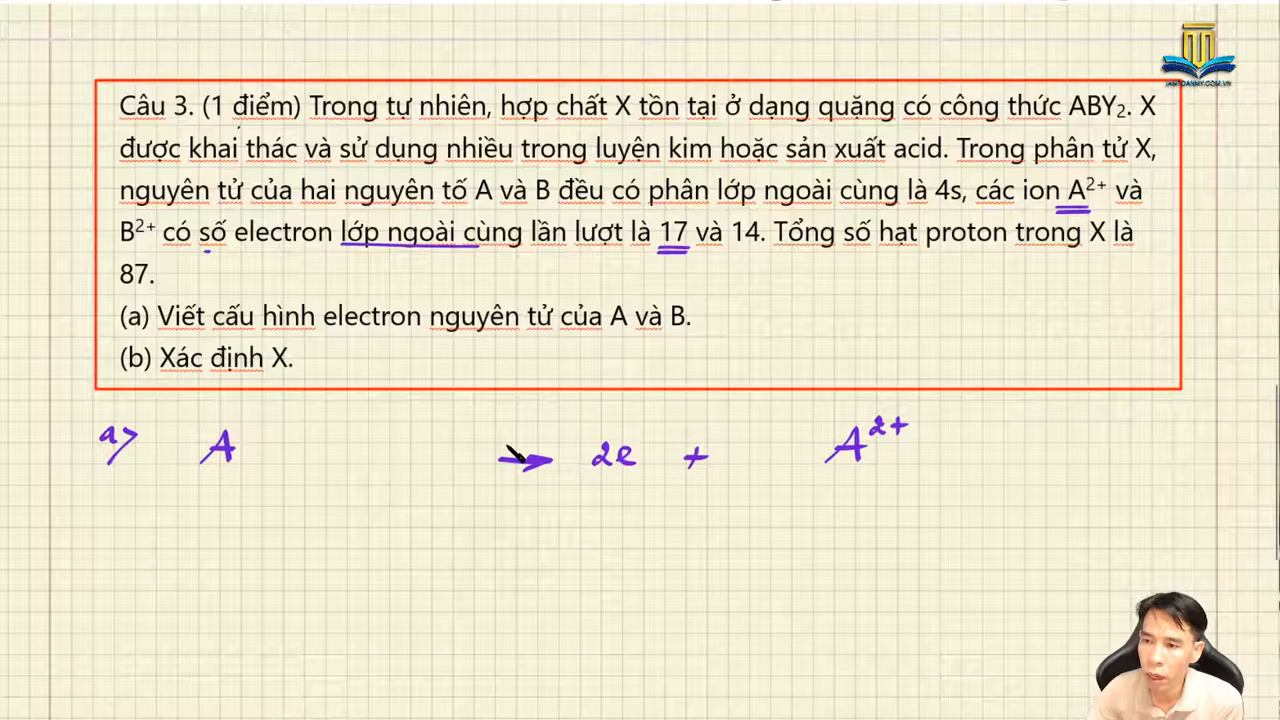 IAMTOANMY.COM.VN
Câu 3. (1 điểm) Trong tự nhiên, hợp chất X tồn tại ở dạng quặng có công thức ABY₂. X
được khai thác và sử dụng nhiều trong luyện kim hoặc sản xuất acid. Trong phân tử X,
nguyên tử của hai nguyên tố A và B đều có phân lớp ngoài cùng là 4s, các ion A²⁺ và
B²⁺ có số electron lớp ngoài cùng lần lượt là 17 và 14. Tổng số hạt proton trong X là
87.
(a) Viết cấu hình electron nguyên tử của A và B.
(b) Xác định X.
a> A → 2e + A²⁺